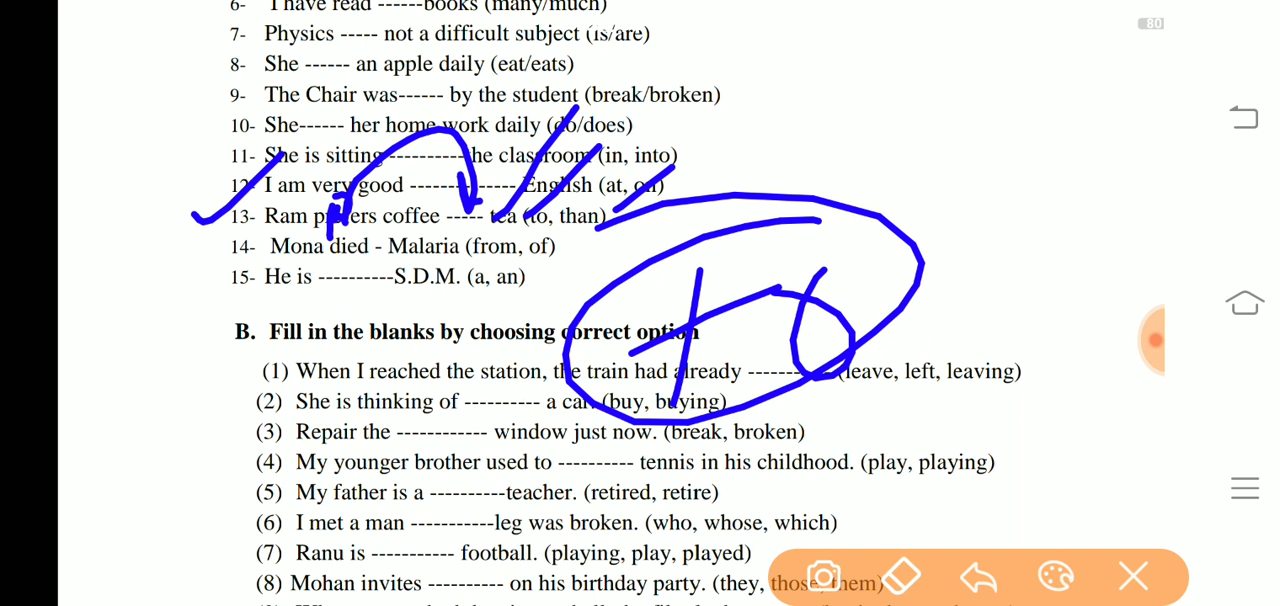 6- I have read ------books (many/much)
80
7- Physics ----- not a difficult subject (is/are)
8- She ------ an apple daily (eat/eats)
9- The Chair was------ by the student (break/broken)
10- She------ her home work daily (do/does)
11- She is sitting ----------the classroom (in, into)
12- I am very good --------------- English (at, on)
13- Ram prefers coffee ----- tea (to, than)
14- Mona died - Malaria (from, of)
15- He is ----------S.D.M. (a, an)
to
B. Fill in the blanks by choosing correct option
(1) When I reached the station, the train had already ---------- (leave, left, leaving)
(2) She is thinking of ---------- a car. (buy, buying)
(3) Repair the ------------ window just now. (break, broken)
(4) My younger brother used to ---------- tennis in his childhood. (play, playing)
(5) My father is a ----------teacher. (retired, retire)
(6) I met a man -----------leg was broken. (who, whose, which)
(7) Ranu is ----------- football. (playing, play, played)
(8) Mohan invites ---------- on his birthday party. (they, those, them)